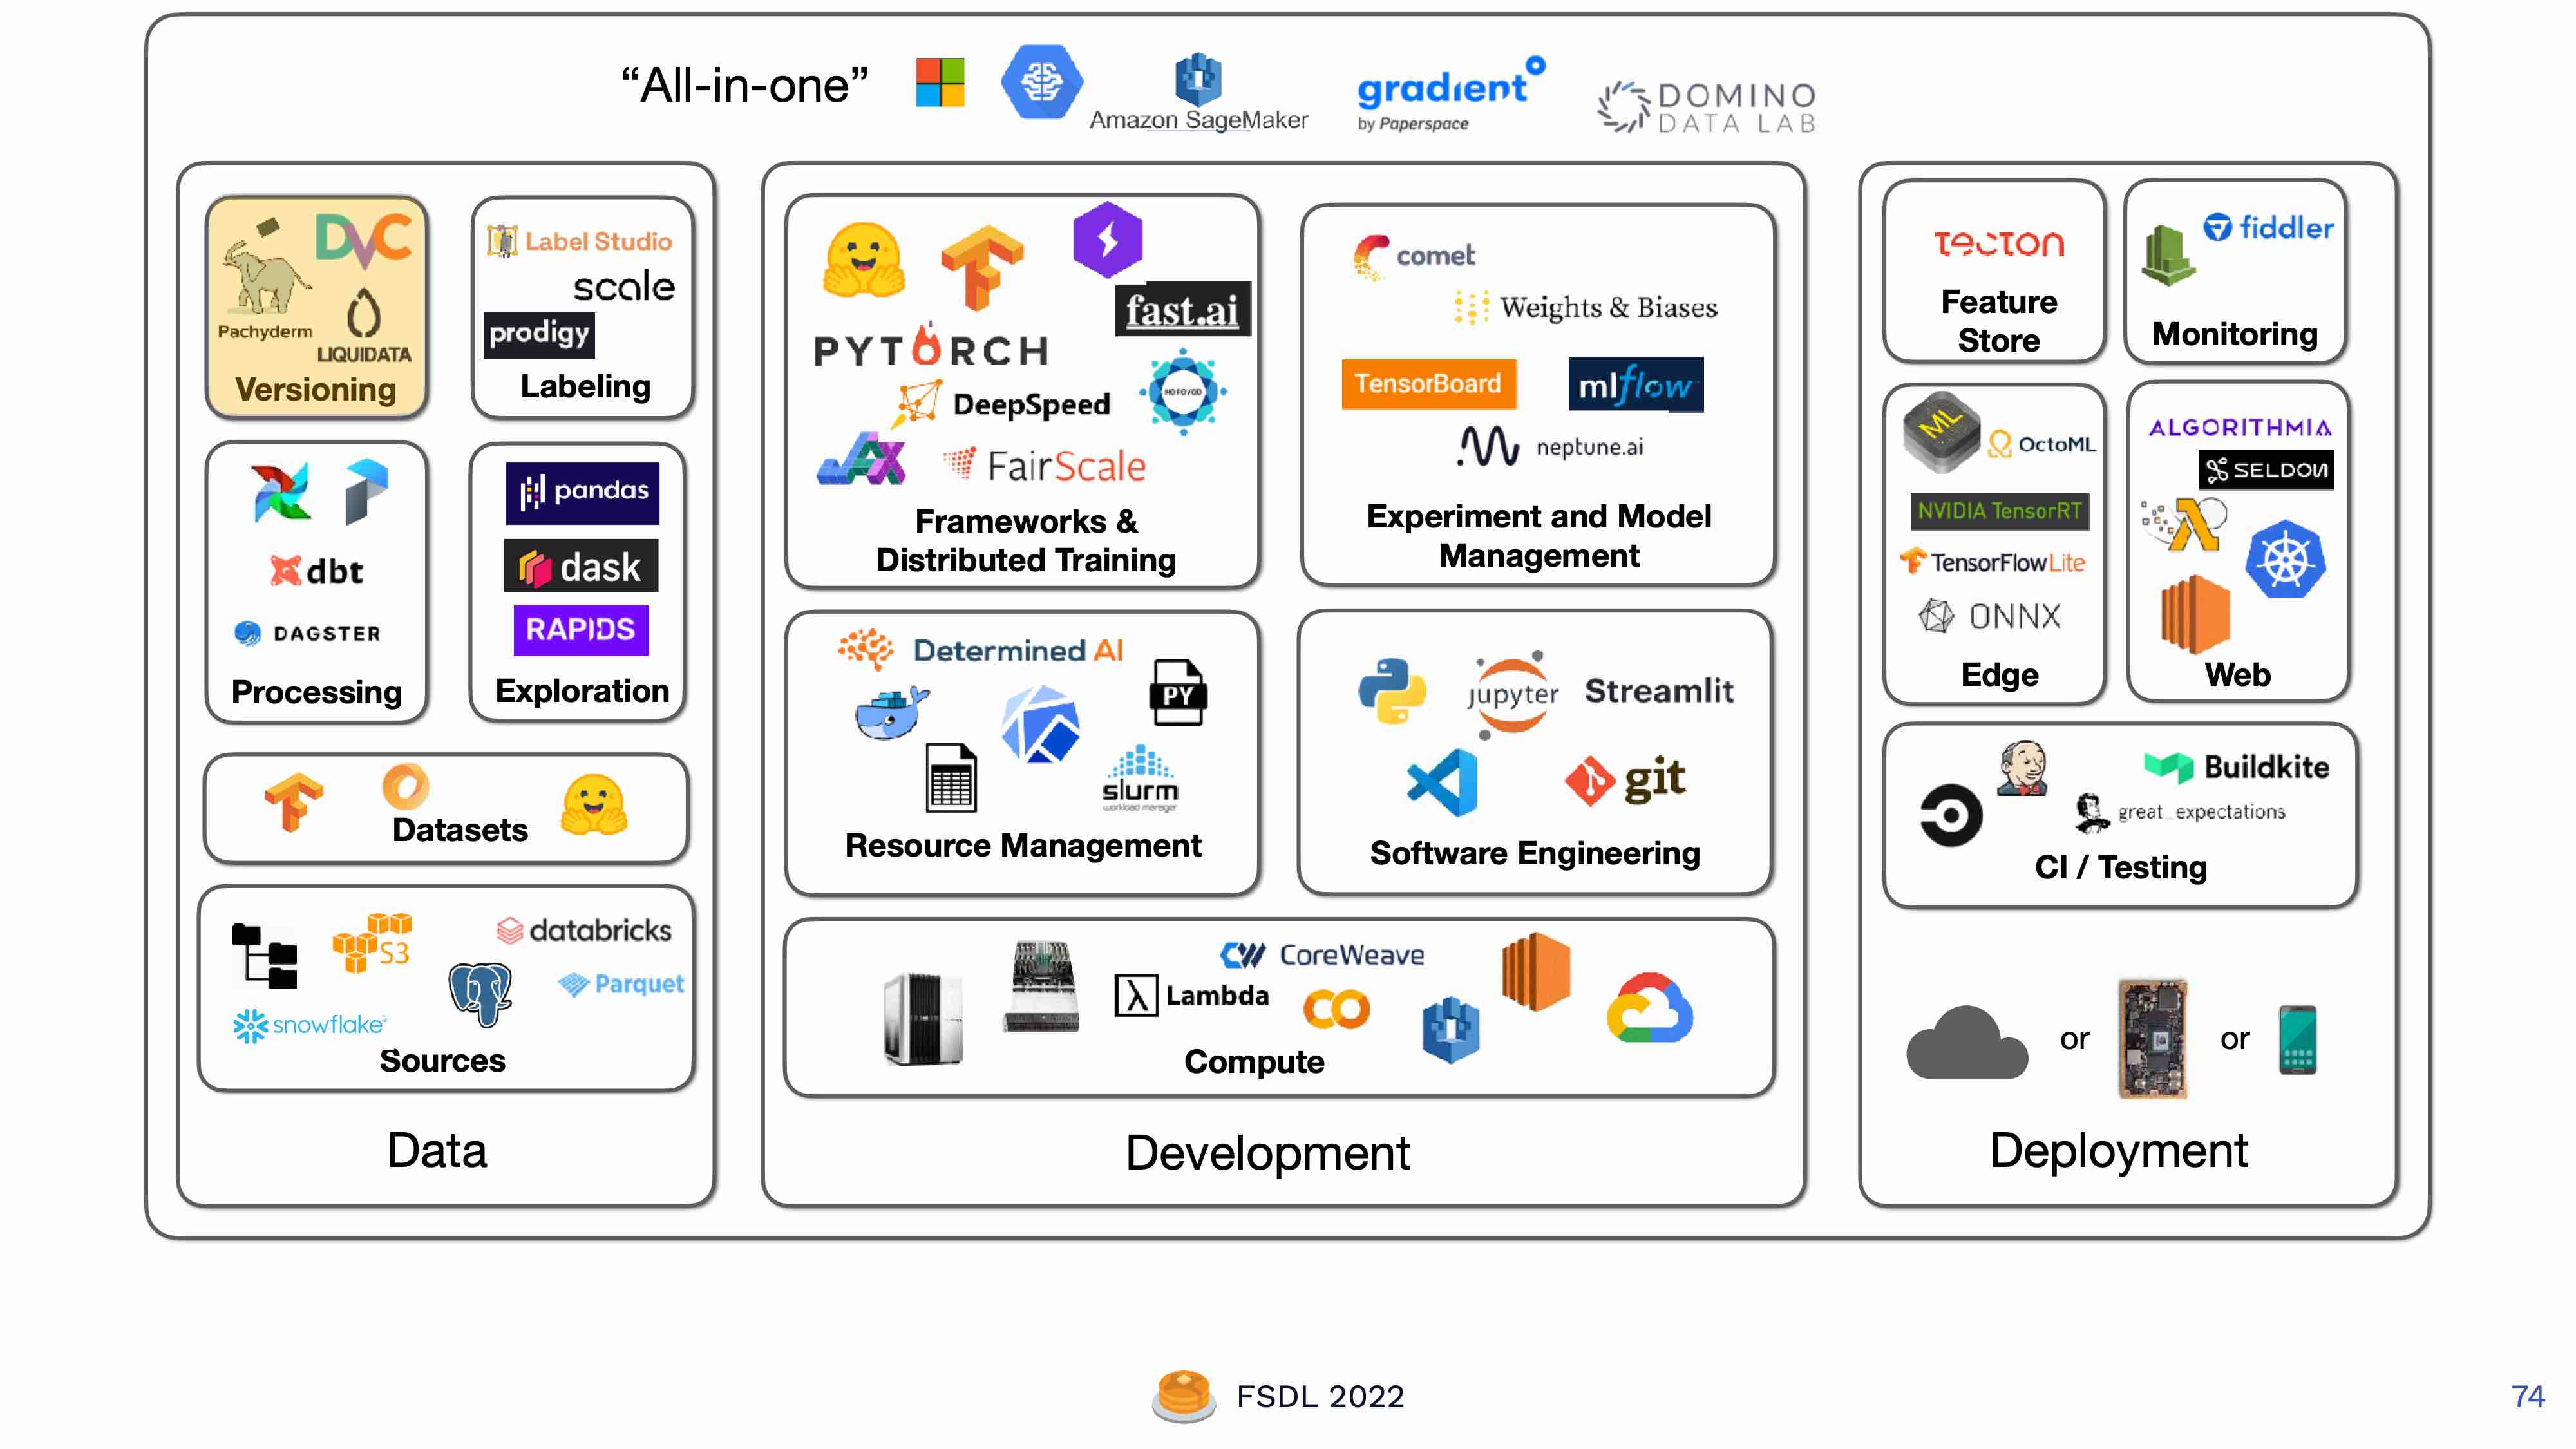 “All-in-one”
Amazon SageMaker
gradient
by Paperspace
DOMINO
DATA LAB
DVC
Pachyderm
LIQUIDATA
Versioning
Label Studio
scale
prodigy
Labeling
dbt
DAGSTER
Processing
pandas
dask
RAPIDS
Exploration
Datasets
S3
databricks
Parquet
snowflake
Sources
Data
fast.ai
PYTORCH
DeepSpeed
HOROVOD
JAX
FairScale
Frameworks &
Distributed Training
comet
Weights & Biases
TensorBoard
mlflow
neptune.ai
Experiment and Model
Management
Determined AI
PY
slurm
workload manager
Resource Management
jupyter
Streamlit
git
Software Engineering
CoreWeave
Lambda
Compute
Development
TECTON
Feature
Store
fiddler
Monitoring
ML
OctoML
NVIDIA TensorRT
TensorFlow Lite
ONNX
Edge
ALGORITHMIA
SELDON
Web
Buildkite
great_expectations
CI / Testing
or
or
Deployment
FSDL 2022
74